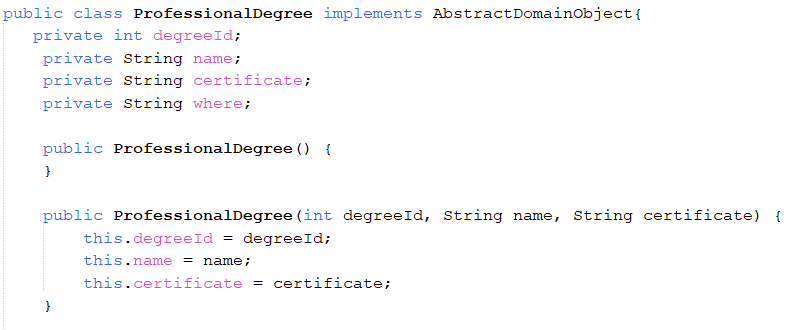 public class ProfessionalDegree implements AbstractDomainObject{
private int degreeId;
private String name;
private String certificate;
private String where;
public ProfessionalDegree() {
}
public ProfessionalDegree(int degreeId, String name, String certificate) {
this.degreeId = degreeId;
this.name = name;
this.certificate = certificate;
}